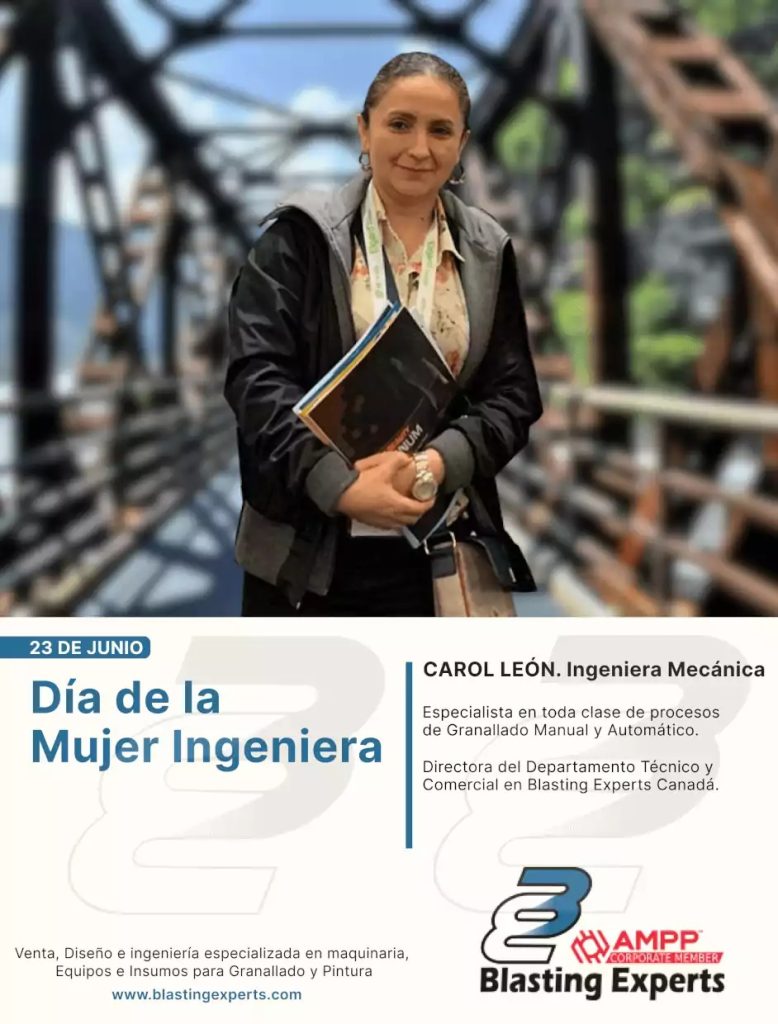 23 DE JUNIO
Día de la
Mujer Ingeniera
CAROL LEÓN. Ingeniera Mecánica
Especialista en toda clase de procesos
de Granallado Manual y Automático.
Directora del Departamento Técnico y
Comercial en Blasting Experts Canadá.
AMPP™
CORPORATE MEMBER
Blasting Experts
Venta, Diseño e ingeniería especializada en maquinaria,
Equipos e Insumos para Granallado y Pintura
www.blastingexperts.com